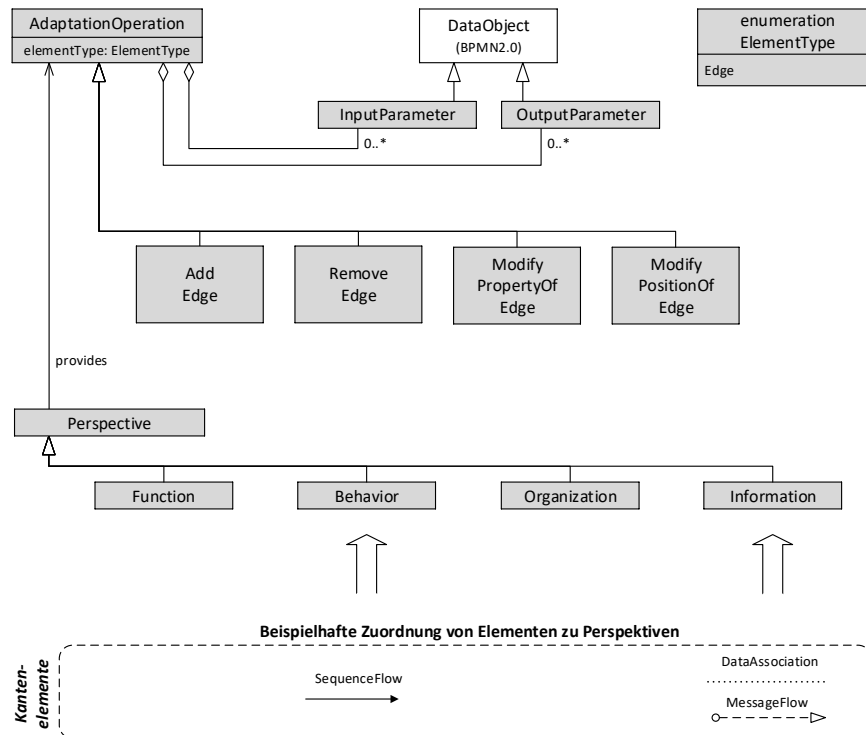 AdaptationOperation
elementType: ElementType
DataObject
(BPMN2.0)
enumeration
ElementType
Edge
InputParameter
OutputParameter
0..*
0..*
Add
Edge
Remove
Edge
Modify
PropertyOf
Edge
Modify
PositionOf
Edge
provides
Perspective
Function
Behavior
Organization
Information
Beispielhafte Zuordnung von Elementen zu Perspektiven
Kanten-
elemente
SequenceFlow
DataAssociation
MessageFlow